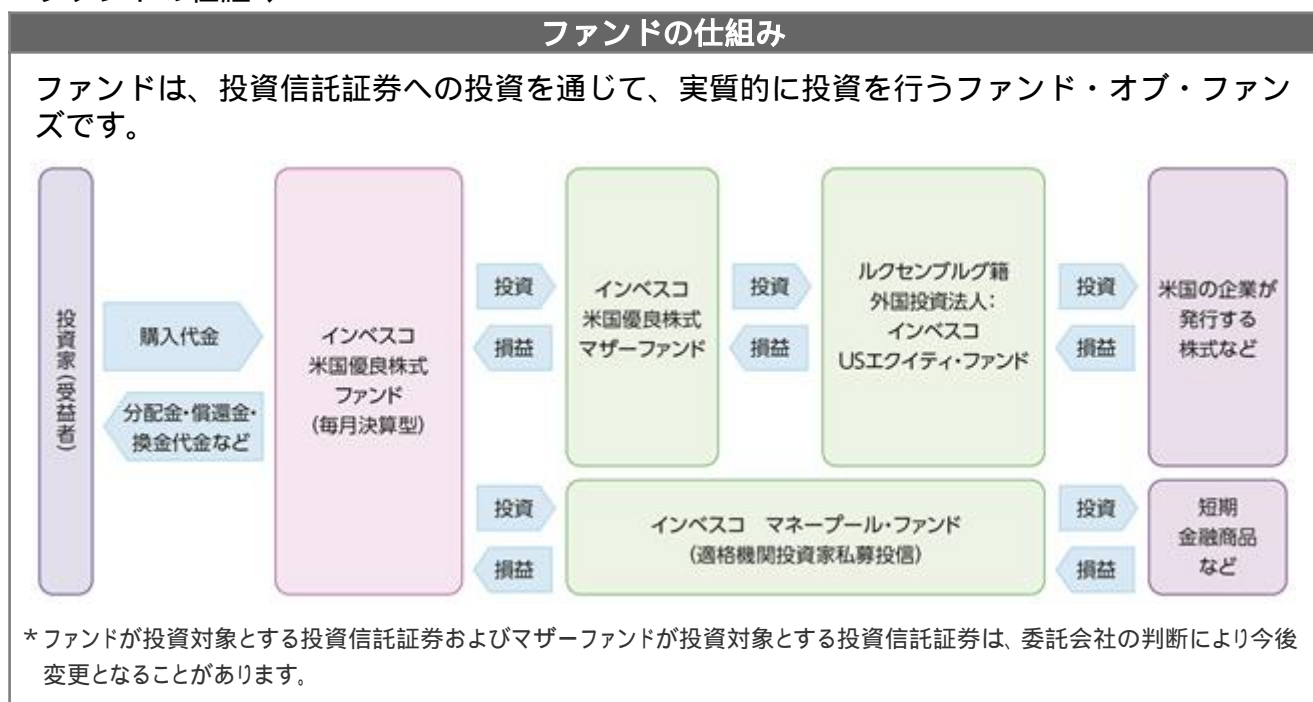 ファンドの仕組み
ファンドは、投資信託証券への投資を通じて、実質的に投資を行うファンド・オブ・ファン
ズです。
投資家(受益者)
購入代金
分配金・償還金・
換金代金など
インベスコ
米国優良株式
ファンド
(毎月決算型)
投資
損益
インベスコ
米国優良株式
マザーファンド
投資
損益
ルクセンブルグ籍
外国投資法人:
インベスコ
USエクイティ・ファンド
投資
損益
米国の企業が
発行する
株式など
投資
損益
インベスコ マネープール・ファンド
(適格機関投資家私募投信)
投資
損益
短期
金融商品
など
*ファンドが投資対象とする投資信託証券およびマザーファンドが投資対象とする投資信託証券は、委託会社の判断により今後
変更となることがあります。